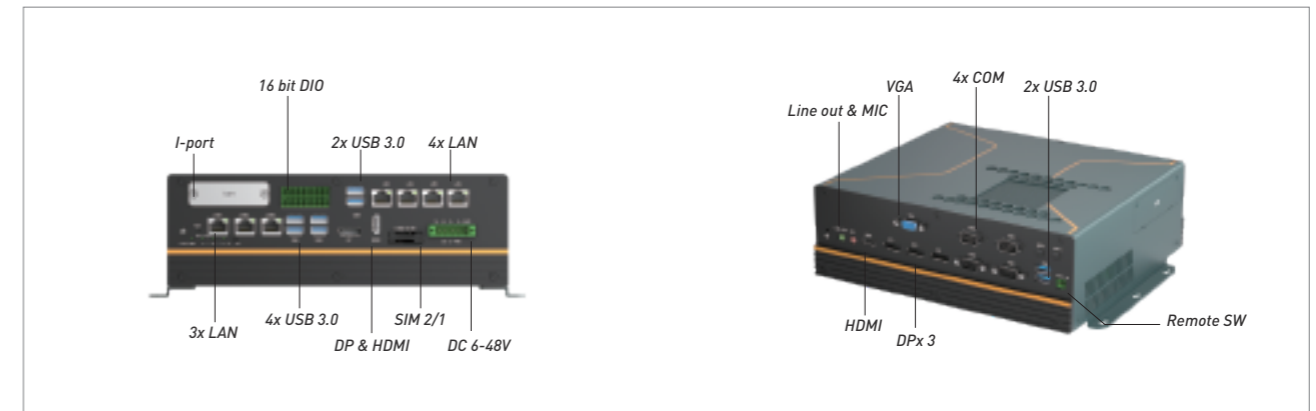 16 bit DIO
I-port
2x USB 3.0
4x LAN
3x LAN
4x USB 3.0
DP & HDMI
SIM 2/1
DC 6-48V
Line out & MIC
VGA
4x COM
2x USB 3.0
HDMI
DPx 3
Remote SW